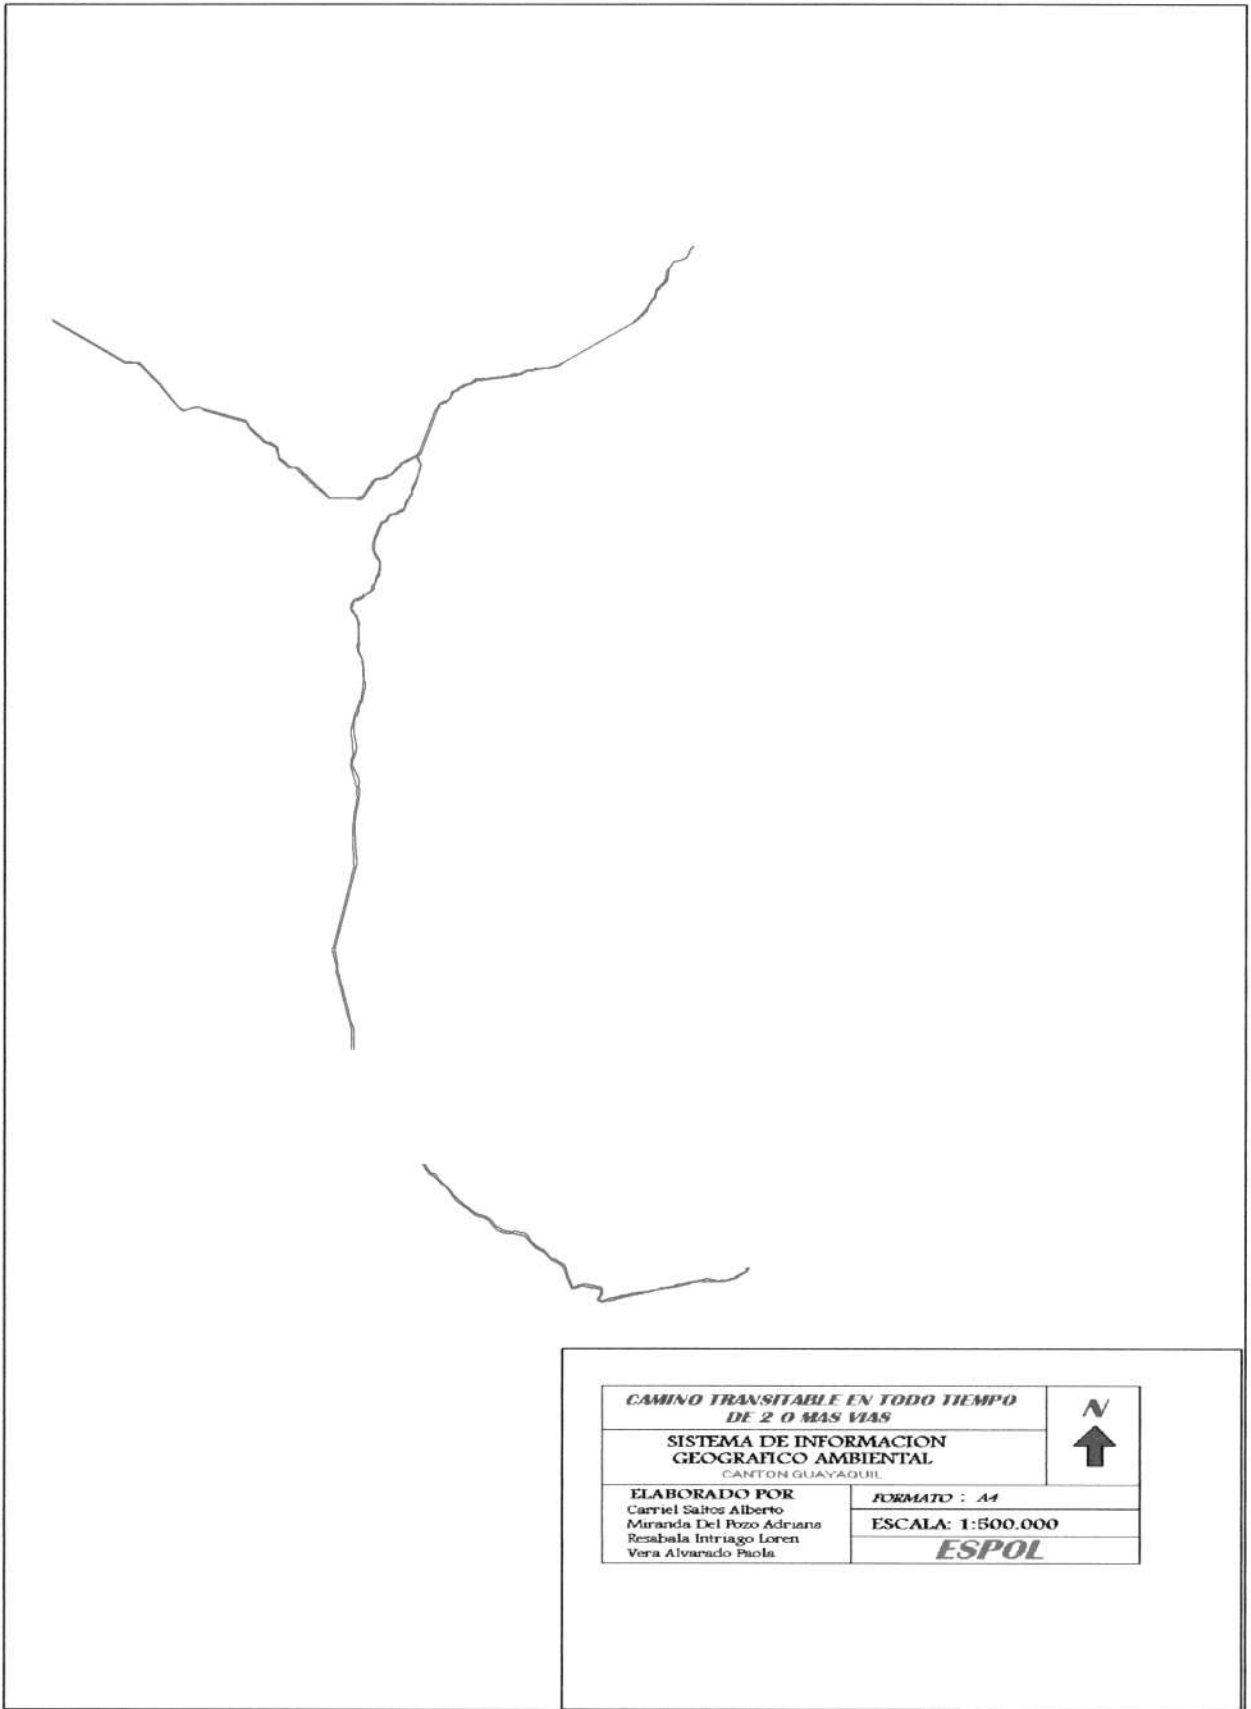 CAMINO TRANSITABLE EN TODO TIEMPO
DE 2 O MAS VIAS
N
SISTEMA DE INFORMACION
GEOGRAFICO AMBIENTAL
CANTON GUAYAQUIL
ELABORADO POR
Carriel Saltos Alberto
Miranda Del Pozo Adriana
Resabala Intriago Loren
Vera Alvarado Paola
FORMATO : A4
ESCALA: 1:500.000
ESPOL